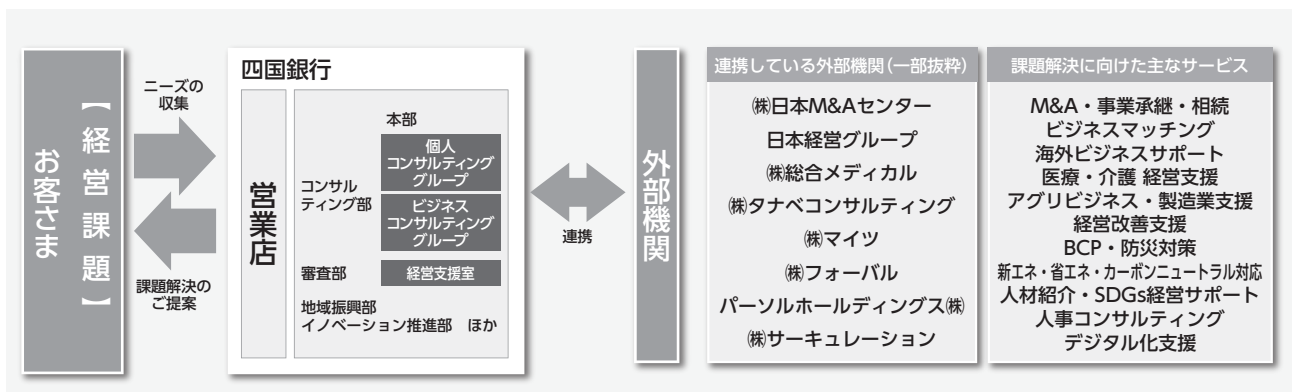 お客さま
【経営課題】
ニーズの
収集
課題解決の
ご提案
四国銀行
営業店
本部
コンサル
ティング部
個人
コンサルティング
グループ
ビジネス
コンサルティング
グループ
審査部
経営支援室
地域振興部
イノベーション推進部　ほか
連携
外部機関
連携している外部機関（一部抜粋）
㈱日本M&Aセンター
日本経営グループ
㈱総合メディカル
㈱タナベコンサルティング
㈱マイツ
㈱フォーバル
パーソルホールディングス㈱
㈱サーキュレーション
課題解決に向けた主なサービス
M&A・事業承継・相続
ビジネスマッチング
海外ビジネスサポート
医療・介護 経営支援
アグリビジネス・製造業支援
経営改善支援
BCP・防災対策
新エネ・省エネ・カーボンニュートラル対応
人材紹介・SDGs経営サポート
人事コンサルティング
デジタル化支援